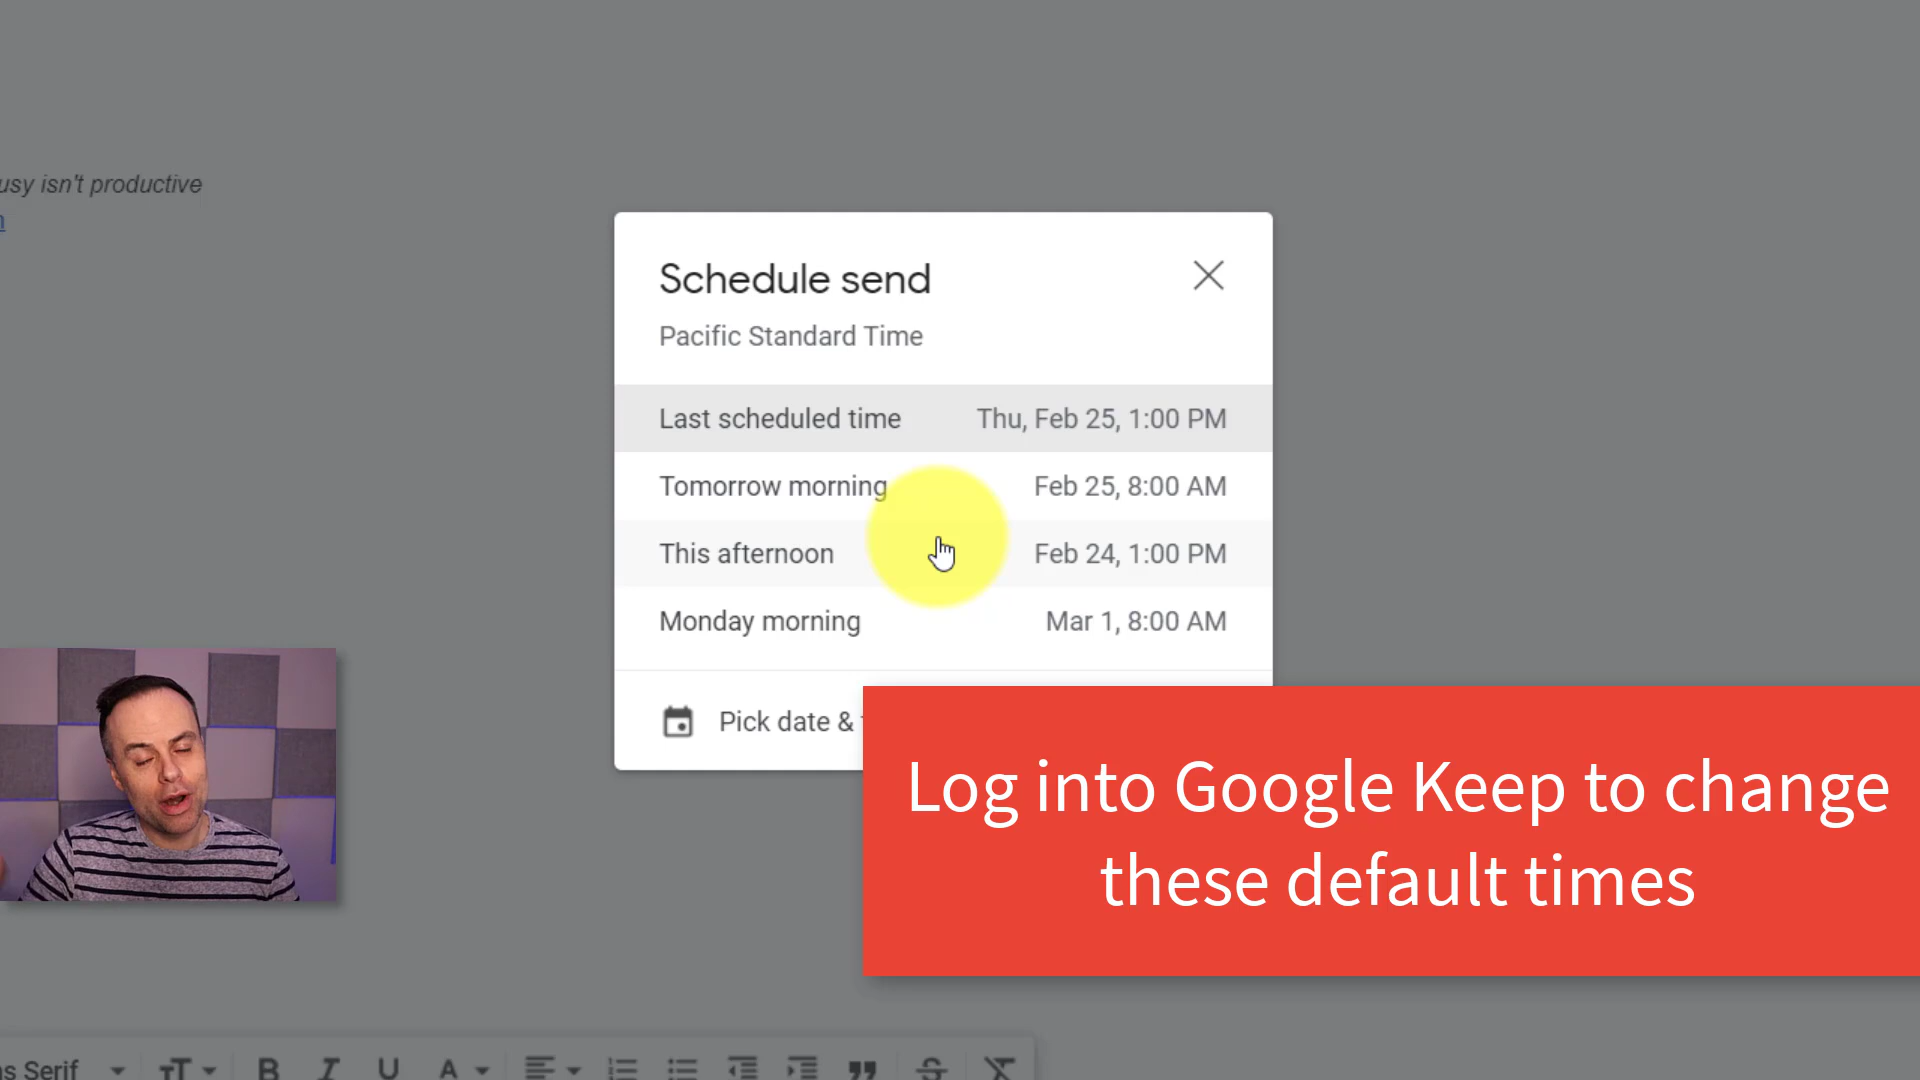 usy isn't productive
Schedule send
Pacific Standard Time
Last scheduled time Thu, Feb 25, 1:00 PM
Tomorrow morning Feb 25, 8:00 AM
This afternoon Feb 24, 1:00 PM
Monday morning Mar 1, 8:00 AM
Pick date &
Log into Google Keep to change
these default times
Serif
B I U A